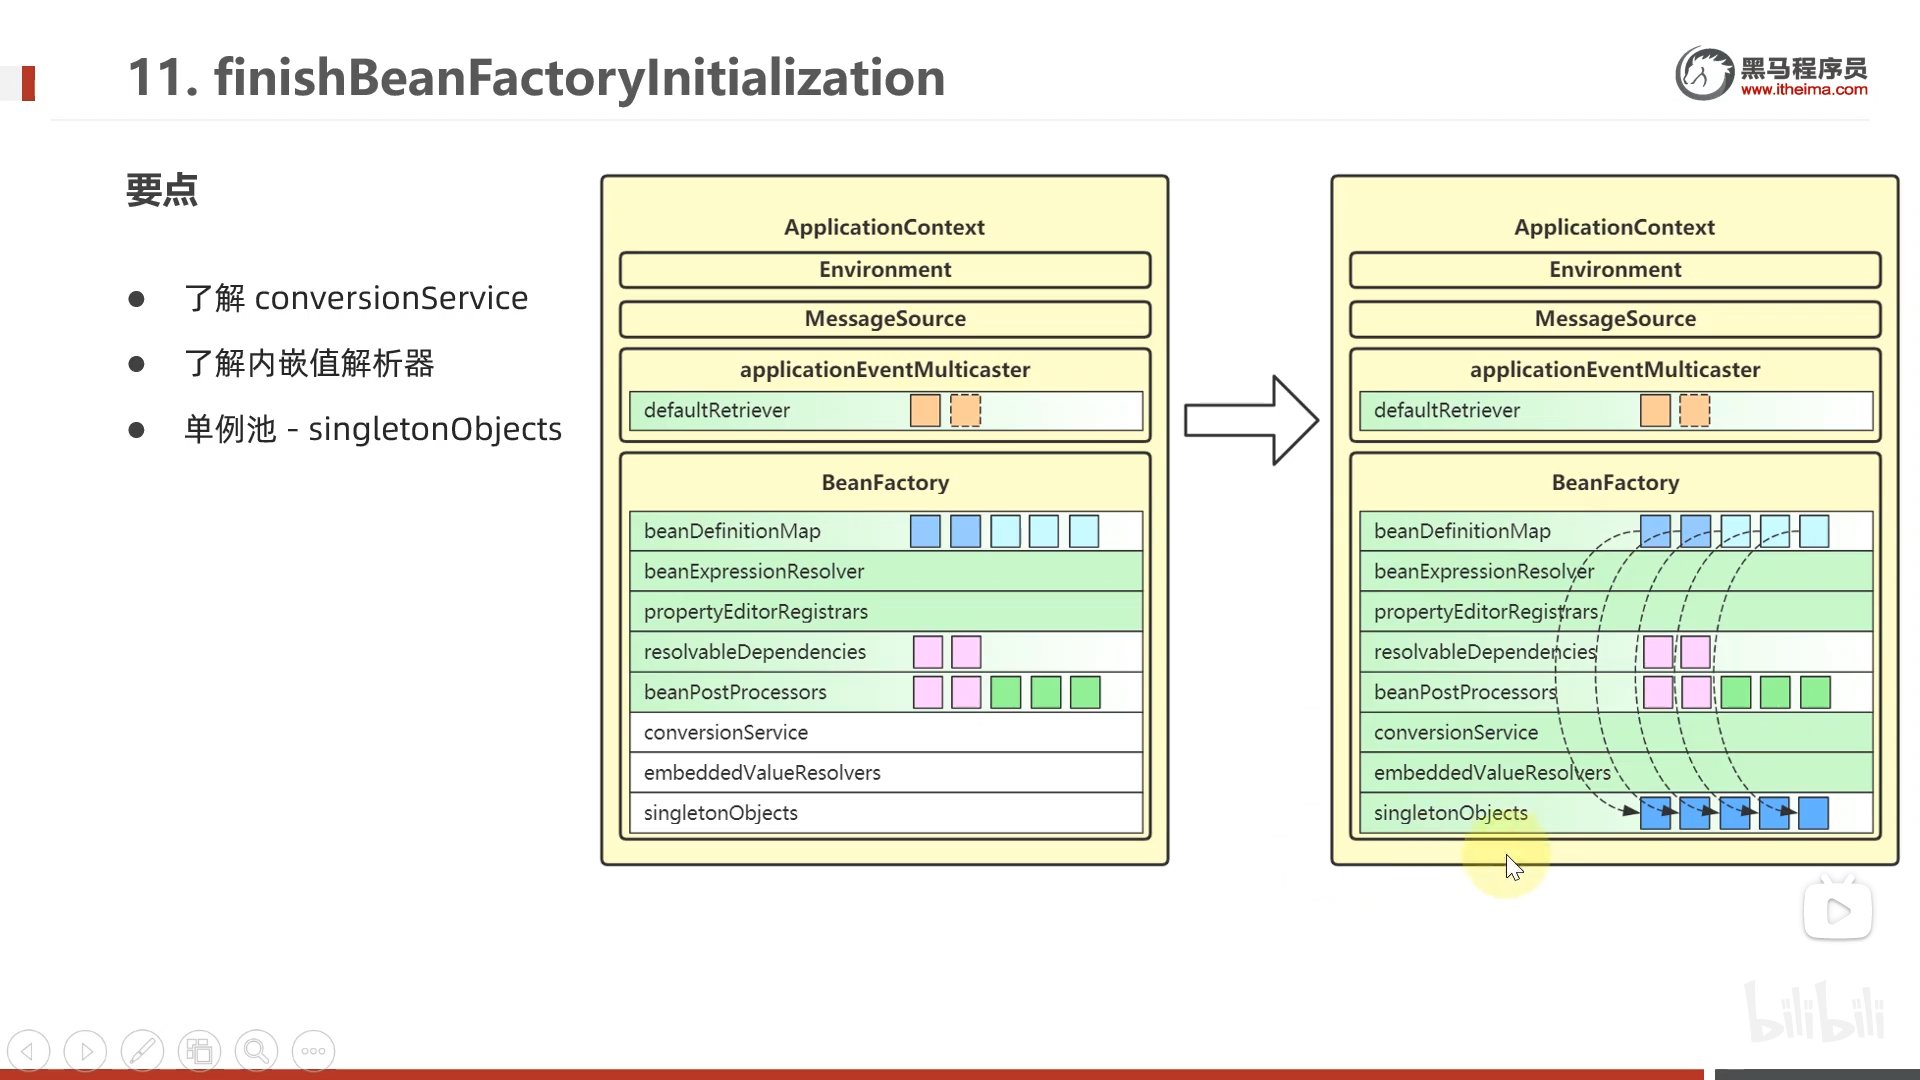 11. finishBeanFactoryInitialization
黑马程序员
www.itheima.com
要点
● 了解 conversionService
● 了解内嵌值解析器
● 单例池 - singletonObjects
ApplicationContext
Environment
MessageSource
applicationEventMulticaster
defaultRetriever
BeanFactory
beanDefinitionMap
beanExpressionResolver
propertyEditorRegistrars
resolvableDependencies
beanPostProcessors
conversionService
embeddedValueResolvers
singletonObjects
ApplicationContext
Environment
MessageSource
applicationEventMulticaster
defaultRetriever
BeanFactory
beanDefinitionMap
beanExpressionResolver
propertyEditorRegistrars
resolvableDependencies
beanPostProcessors
conversionService
embeddedValueResolvers
singletonObjects
bilibili